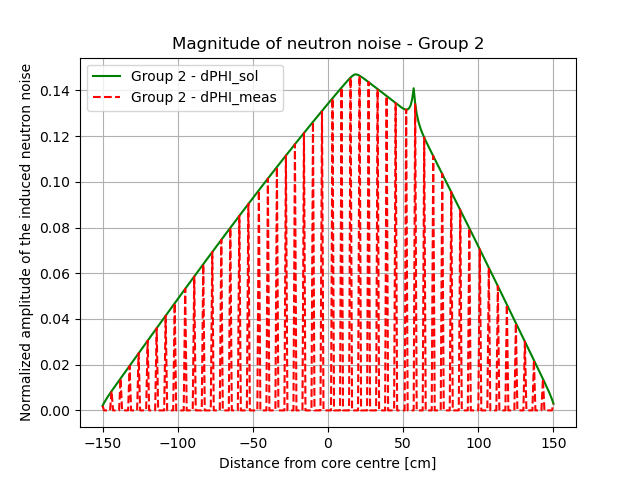 Magnitude of neutron noise - Group 2
Group 2 - dPHI_sol
Group 2 - dPHI_meas
Normalized amplitude of the induced neutron noise
0.14
0.12
0.10
0.08
0.06
0.04
0.02
0.00
−150 −100 −50 0 50 100 150
Distance from core centre [cm]